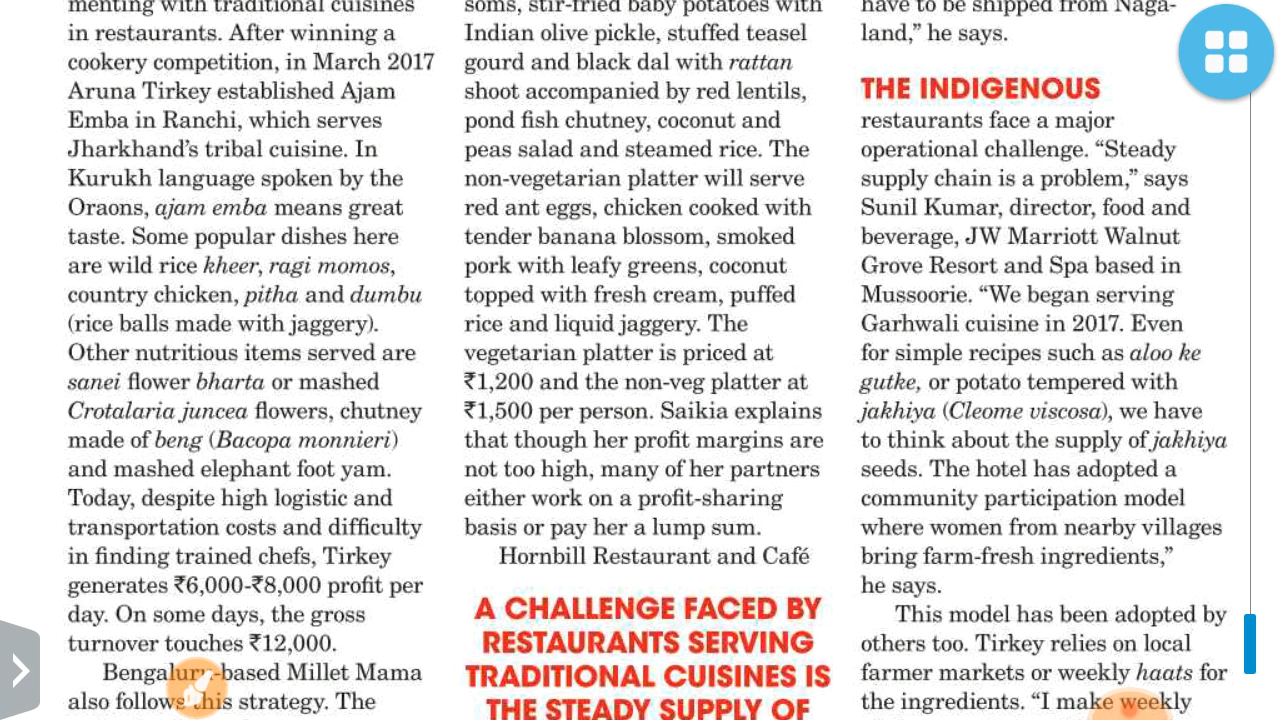 menting with traditional cuisines
in restaurants. After winning a
cookery competition, in March 2017
Aruna Tirkey established Ajam
Emba in Ranchi, which serves
Jharkhand’s tribal cuisine. In
Kurukh language spoken by the
Oraons, ajam emba means great
taste. Some popular dishes here
are wild rice kheer, ragi momos,
country chicken, pitha and dumbu
(rice balls made with jaggery).
Other nutritious items served are
sanei flower bharta or mashed
Crotalaria juncea flowers, chutney
made of beng (Bacopa monnieri)
and mashed elephant foot yam.
Today, despite high logistic and
transportation costs and difficulty
in finding trained chefs, Tirkey
generates ₹6,000-₹8,000 profit per
day. On some days, the gross
turnover touches ₹12,000.
Bengaluru-based Millet Mama
also follows this strategy. The
soms, stir-fried baby potatoes with
Indian olive pickle, stuffed teasel
gourd and black dal with rattan
shoot accompanied by red lentils,
pond fish chutney, coconut and
peas salad and steamed rice. The
non-vegetarian platter will serve
red ant eggs, chicken cooked with
tender banana blossom, smoked
pork with leafy greens, coconut
topped with fresh cream, puffed
rice and liquid jaggery. The
vegetarian platter is priced at
₹1,200 and the non-veg platter at
₹1,500 per person. Saikia explains
that though her profit margins are
not too high, many of her partners
either work on a profit-sharing
basis or pay her a lump sum.
Hornbill Restaurant and Café
A CHALLENGE FACED BY
RESTAURANTS SERVING
TRADITIONAL CUISINES IS
THE STEADY SUPPLY OF
have to be shipped from Naga-
land,” he says.
THE INDIGENOUS
restaurants face a major
operational challenge. “Steady
supply chain is a problem,” says
Sunil Kumar, director, food and
beverage, JW Marriott Walnut
Grove Resort and Spa based in
Mussoorie. “We began serving
Garhwali cuisine in 2017. Even
for simple recipes such as aloo ke
gutke, or potato tempered with
jakhiya (Cleome viscosa), we have
to think about the supply of jakhiya
seeds. The hotel has adopted a
community participation model
where women from nearby villages
bring farm-fresh ingredients,”
he says.
This model has been adopted by
others too. Tirkey relies on local
farmer markets or weekly haats for
the ingredients. “I make weekly